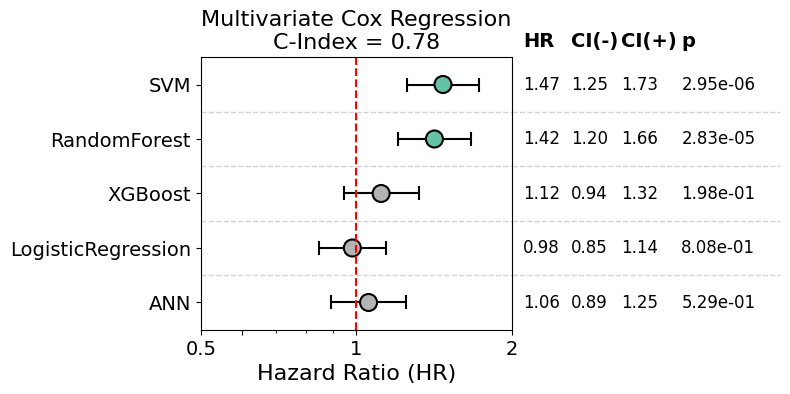 Multivariate Cox Regression
C-Index = 0.78
HR CI(-) CI(+) p
SVM 1.47 1.25 1.73 2.95e-06
RandomForest 1.42 1.20 1.66 2.83e-05
XGBoost 1.12 0.94 1.32 1.98e-01
LogisticRegression 0.98 0.85 1.14 8.08e-01
ANN 1.06 0.89 1.25 5.29e-01
0.5 1 2
Hazard Ratio (HR)